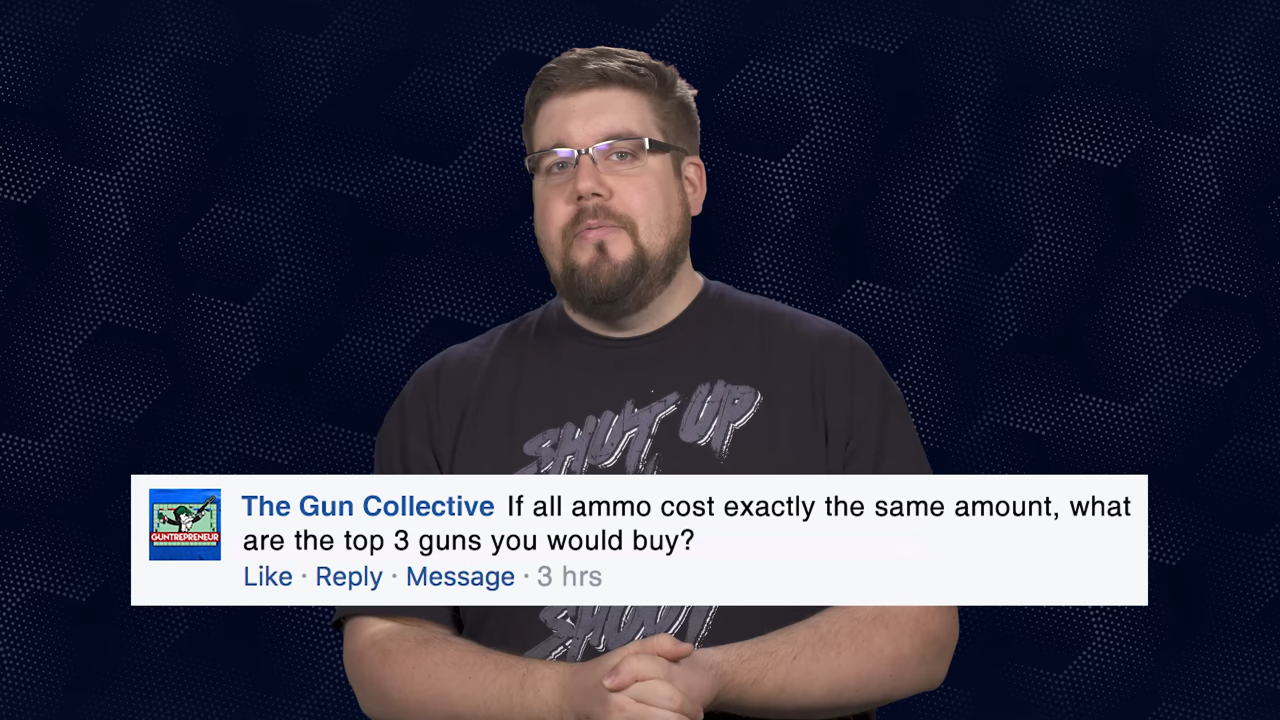 SHUT UP
The Gun Collective If all ammo cost exactly the same amount, what
are the top 3 guns you would buy?
GUNTREPRENEUR
Like · Reply · Message · 3 hrs
SHOOT